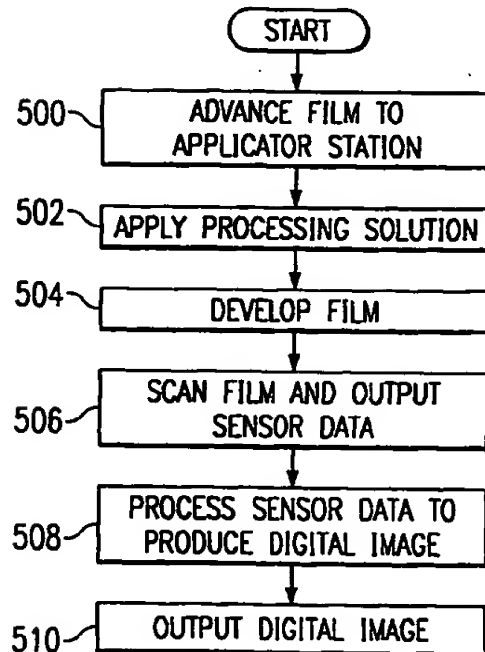 START
500
ADVANCE FILM TO
APPLICATOR STATION
502
APPLY PROCESSING SOLUTION
504
DEVELOP FILM
506
SCAN FILM AND OUTPUT
SENSOR DATA
508
PROCESS SENSOR DATA TO
PRODUCE DIGITAL IMAGE
510
OUTPUT DIGITAL IMAGE